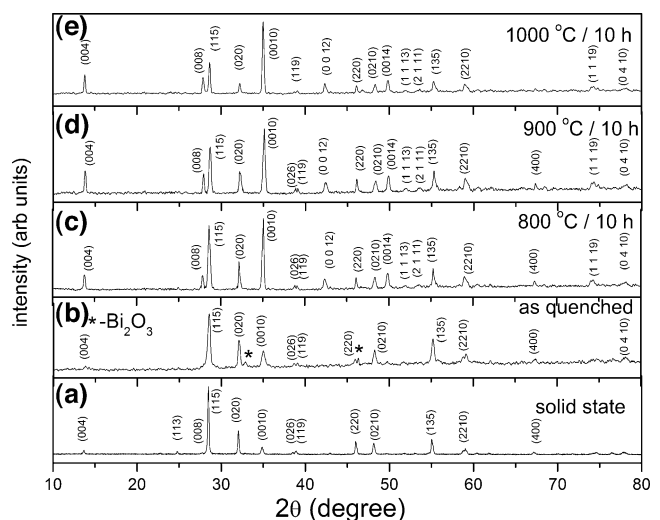 (e)
1000 °C / 10 h
(004) (008) (115) (020) (0010) (119) (0 0 12) (220) (0210) (0014) (1 1 13) (2 1 11) (135) (2210) (1 1 19) (0 4 10)
(d)
900 °C / 10 h
(004) (008) (115) (020) (0010) (026) (119) (0 0 12) (220) (0210) (0014) (1 1 13) (2 1 11) (135) (2210) (400) (1 1 19) (0 4 10)
(c)
800 °C / 10 h
(004) (008) (115) (020) (0010) (026) (119) (0 0 12) (220) (0210) (0014) (1 1 13) (2 1 11) (135) (2210) (400) (1 1 19) (0 4 10)
(b)
as quenched
*-Bi₂O₃
(004) (115) (020) * (0010) (026) (119) (220) * (0210) (135) (2210) (400) (0 4 10)
(a)
solid state
(004) (113) (008) (115) (020) (0010) (026) (119) (220) (0210) (135) (2210) (400)
10 20 30 40 50 60 70 80
2θ (degree)
intensity (arb units)